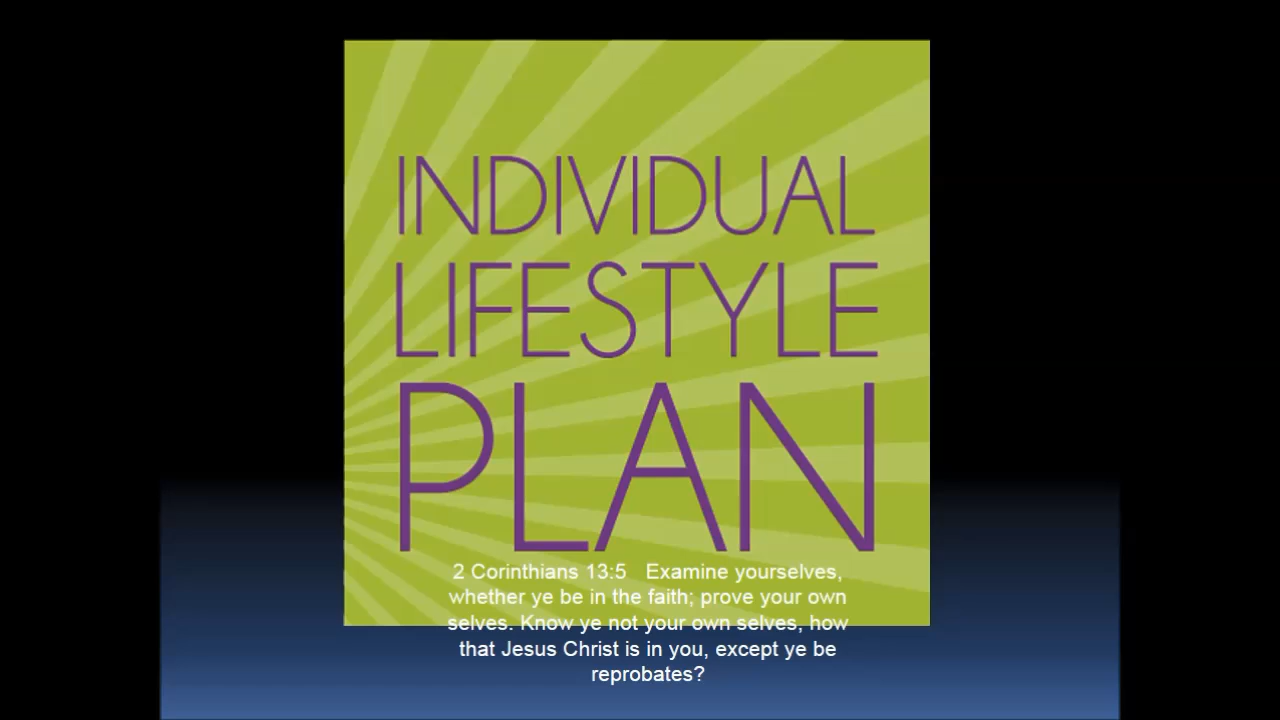 INDIVIDUAL
LIFESTYLE
PLAN
2 Corinthians 13:5   Examine yourselves,
whether ye be in the faith; prove your own
selves. Know ye not your own selves, how
that Jesus Christ is in you, except ye be
reprobates?